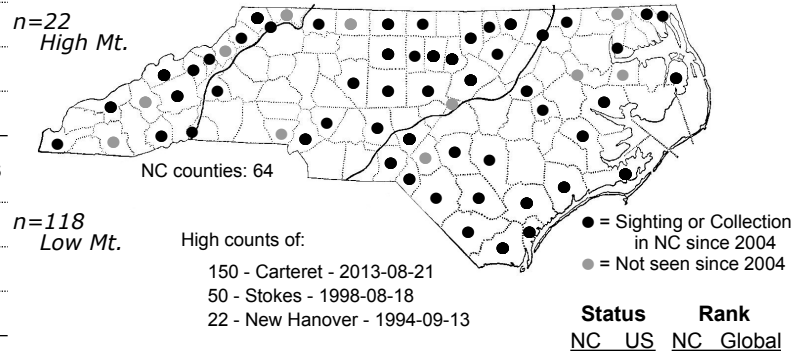 n=22
High Mt.
NC counties: 64
n=118
Low Mt.
High counts of:
150 - Carteret - 2013-08-21
50 - Stokes - 1998-08-18
22 - New Hanover - 1994-09-13
● = Sighting or Collection
in NC since 2004
● = Not seen since 2004
Status Rank
NC US NC Global